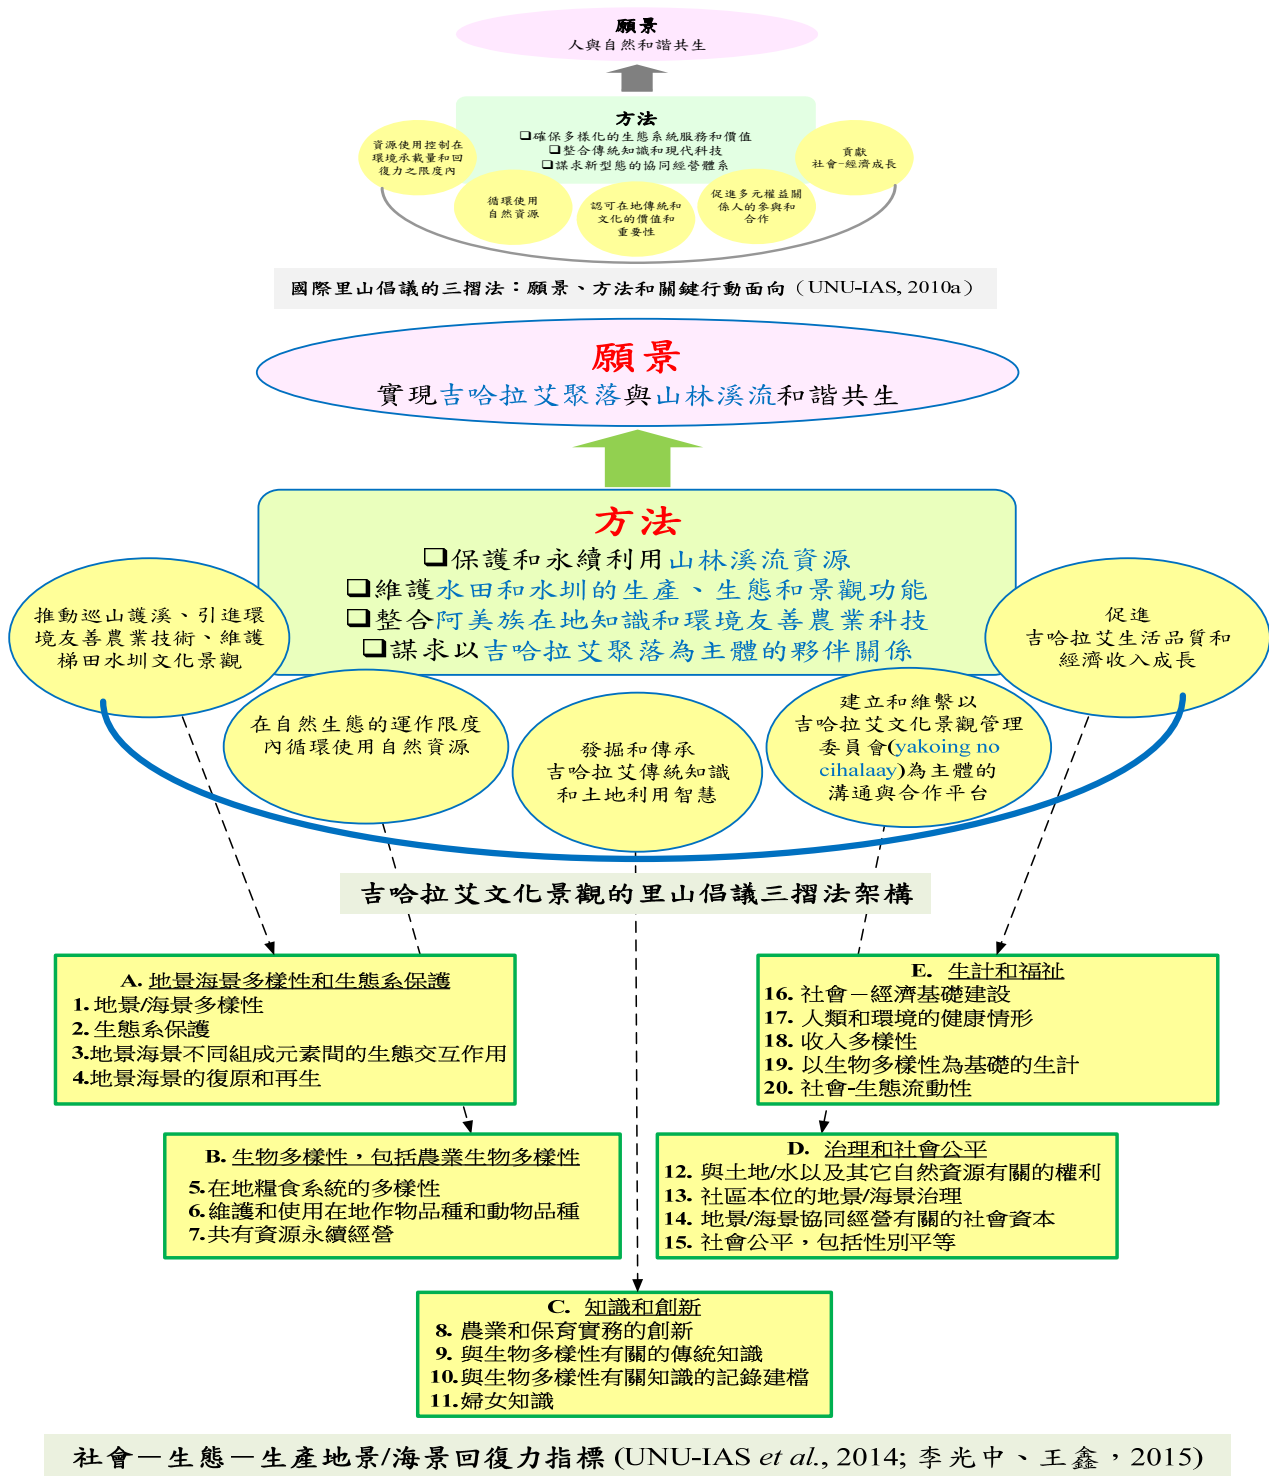 願景
人與自然和諧共生
方法
❑確保多樣化的生態系統服務和價值
❑整合傳統知識和現代科技
❑謀求新型態的協同經營體系
資源使用控制在
環境承載量和回
復力之限度內
循環使用
自然資源
認可在地傳統和
文化的價值和
重要性
促進多元權益關
係人的參與和
合作
貢獻
社會-經濟成長
國際里山倡議的三摺法：願景、方法和關鍵行動面向（UNU-IAS, 2010a）
願景
實現吉哈拉艾聚落與山林溪流和諧共生
方法
❑保護和永續利用山林溪流資源
❑維護水田和水圳的生產、生態和景觀功能
❑整合阿美族在地知識和環境友善農業科技
❑謀求以吉哈拉艾聚落為主體的夥伴關係
推動巡山護溪、引進環
境友善農業技術、維護
梯田水圳文化景觀
在自然生態的運作限度
內循環使用自然資源
發掘和傳承
吉哈拉艾傳統知識
和土地利用智慧
建立和維繫以
吉哈拉艾文化景觀管理
委員會(yakoing no
cihalaay)為主體的
溝通與合作平台
促進
吉哈拉艾生活品質和
經濟收入成長
吉哈拉艾文化景觀的里山倡議三摺法架構
A. 地景海景多樣性和生態系保護
1. 地景/海景多樣性
2. 生態系保護
3. 地景海景不同組成元素間的生態交互作用
4. 地景海景的復原和再生
B. 生物多樣性，包括農業生物多樣性
5. 在地糧食系統的多樣性
6. 維護和使用在地作物品種和動物品種
7. 共有資源永續經營
C. 知識和創新
8. 農業和保育實務的創新
9. 與生物多樣性有關的傳統知識
10. 與生物多樣性有關知識的記錄建檔
11. 婦女知識
D. 治理和社會公平
12. 與土地/水以及其它自然資源有關的權利
13. 社區本位的地景/海景治理
14. 地景/海景協同經營有關的社會資本
15. 社會公平，包括性別平等
E. 生計和福祉
16. 社會－經濟基礎建設
17. 人類和環境的健康情形
18. 收入多樣性
19. 以生物多樣性為基礎的生計
20. 社會-生態流動性
社會－生態－生產地景/海景回復力指標 (UNU-IAS et al., 2014; 李光中、王鑫，2015)